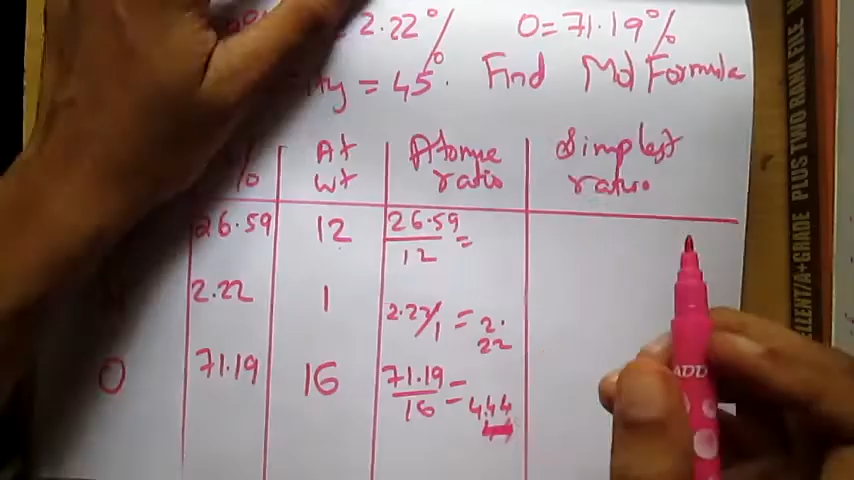 = 2.22% O = 71.19%
= 45. Find Mol Formula
% At wt Atomic ratio Simplest ratio
26.59 12 26.59/12 =
2.22 1 2.22/1 = 2.22
O 71.19 16 71.19/16 = 4.44
ADD
ELLENT/A+GRADE PLUS TWO RANK FILE